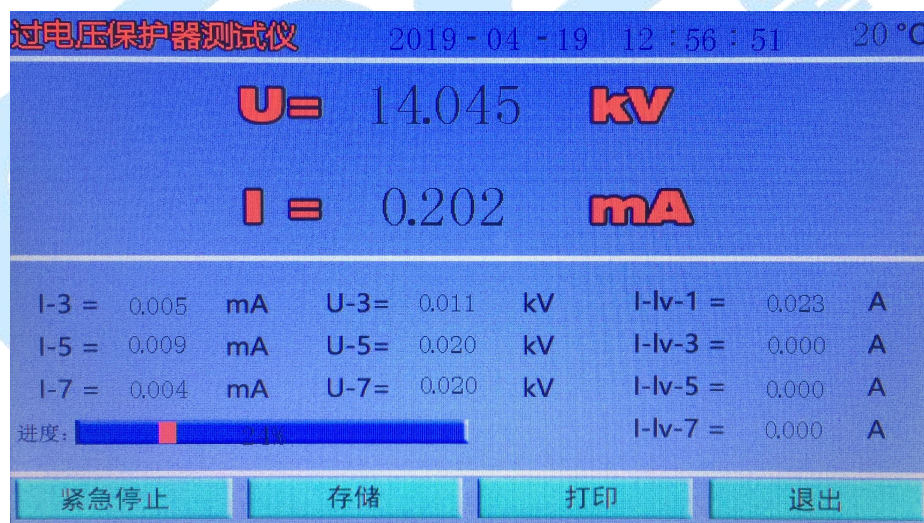 过电压保护器测试仪 2019-04-19 12:56:51 20℃
U= 14.045 kV
I = 0.202 mA
I-3 = 0.005 mA U-3= 0.011 kV I-lv-1 = 0.023 A
I-5 = 0.009 mA U-5= 0.020 kV I-lv-3 = 0.000 A
I-7 = 0.004 mA U-7= 0.020 kV I-lv-5 = 0.000 A
进度: 24% I-lv-7 = 0.000 A
紧急停止 存储 打印 退出